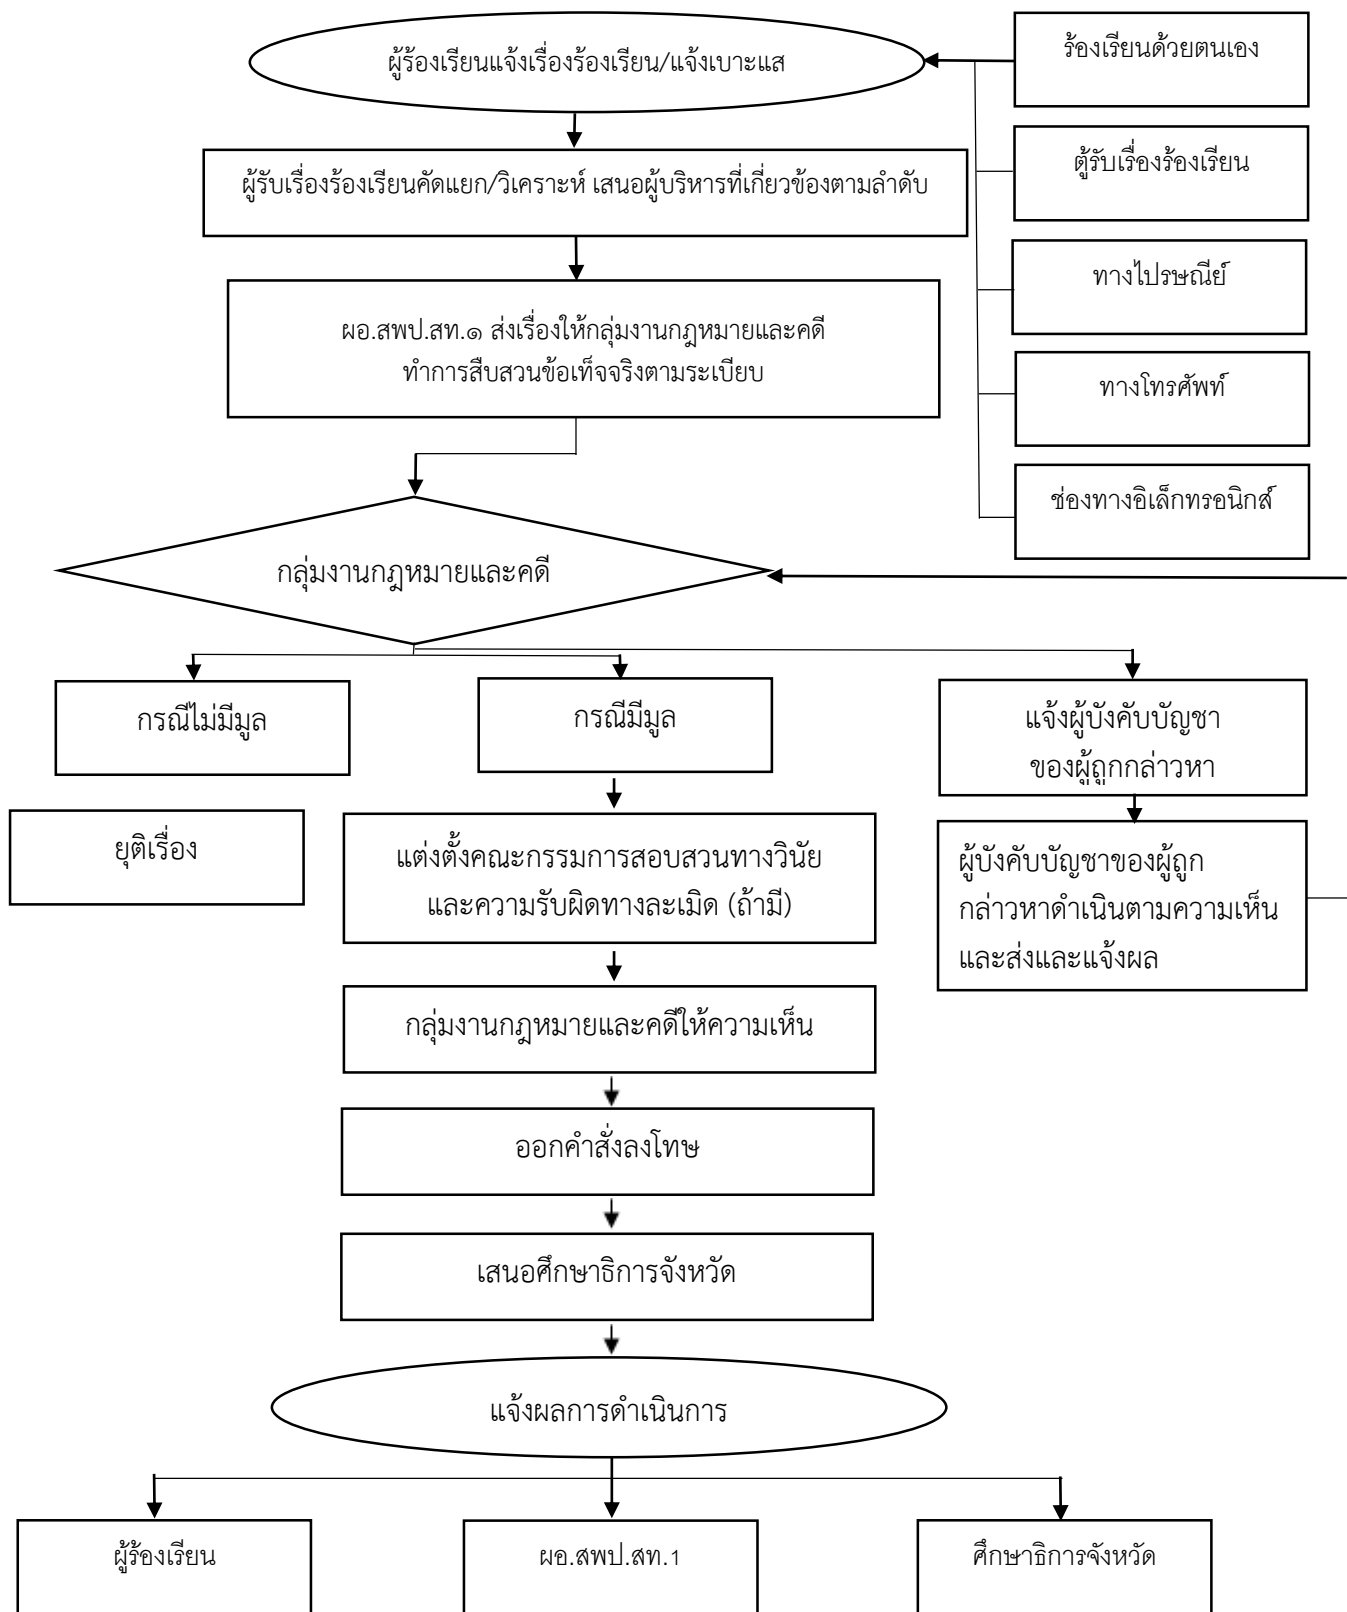 ผู้ร้องเรียนแจ้งเรื่องร้องเรียน/แจ้งเบาะแส
ร้องเรียนด้วยตนเอง
ตู้รับเรื่องร้องเรียน
ทางไปรษณีย์
ทางโทรศัพท์
ช่องทางอิเล็กทรอนิกส์
ผู้รับเรื่องร้องเรียนคัดแยก/วิเคราะห์ เสนอผู้บริหารที่เกี่ยวข้องตามลำดับ
ผอ.สพป.สท.๑ ส่งเรื่องให้กลุ่มงานกฎหมายและคดี
ทำการสืบสวนข้อเท็จจริงตามระเบียบ
กลุ่มงานกฎหมายและคดี
กรณีไม่มีมูล
กรณีมีมูล
แจ้งผู้บังคับบัญชา
ของผู้ถูกกล่าวหา
ยุติเรื่อง
แต่งตั้งคณะกรรมการสอบสวนทางวินัย
และความรับผิดทางละเมิด (ถ้ามี)
ผู้บังคับบัญชาของผู้ถูก
กล่าวหาดำเนินตามความเห็น
และส่งและแจ้งผล
กลุ่มงานกฎหมายและคดีให้ความเห็น
ออกคำสั่งลงโทษ
เสนอศึกษาธิการจังหวัด
แจ้งผลการดำเนินการ
ผู้ร้องเรียน
ผอ.สพป.สท.1
ศึกษาธิการจังหวัด